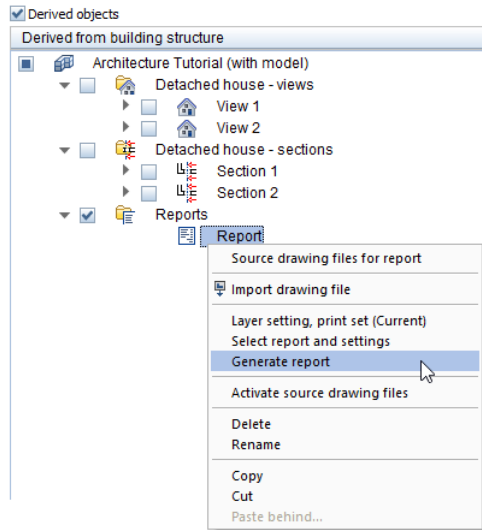 Derived objects
Derived from building structure
Architecture Tutorial (with model)
Detached house - views
View 1
View 2
Detached house - sections
Section 1
Section 2
Reports
Report
Source drawing files for report
Import drawing file
Layer setting, print set (Current)
Select report and settings
Generate report
Activate source drawing files
Delete
Rename
Copy
Cut
Paste behind...